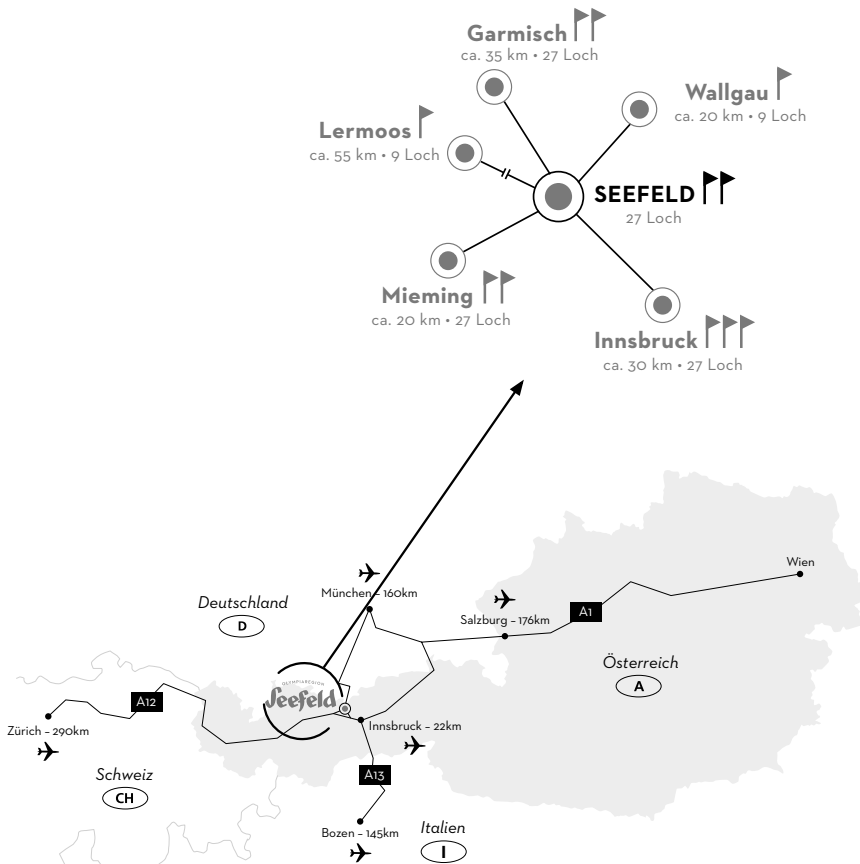 Garmisch
ca. 35 km • 27 Loch
Wallgau
ca. 20 km • 9 Loch
Lermoos
ca. 55 km • 9 Loch
SEEFELD
27 Loch
Mieming
ca. 20 km • 27 Loch
Innsbruck
ca. 30 km • 27 Loch
Wien
München – 160km
Deutschland
D
Salzburg – 176km
A1
Österreich
A
OLYMPIAREGION
Seefeld
A12
Zürich – 290km
Innsbruck – 22km
Schweiz
CH
A13
Bozen – 145km
Italien
I